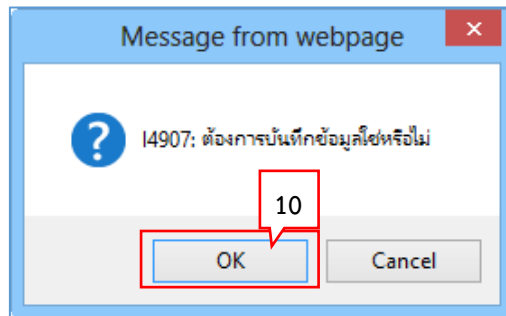 Message from webpage
I4907: ต้องการบันทึกข้อมูลใช่หรือไม่
10
OK
Cancel